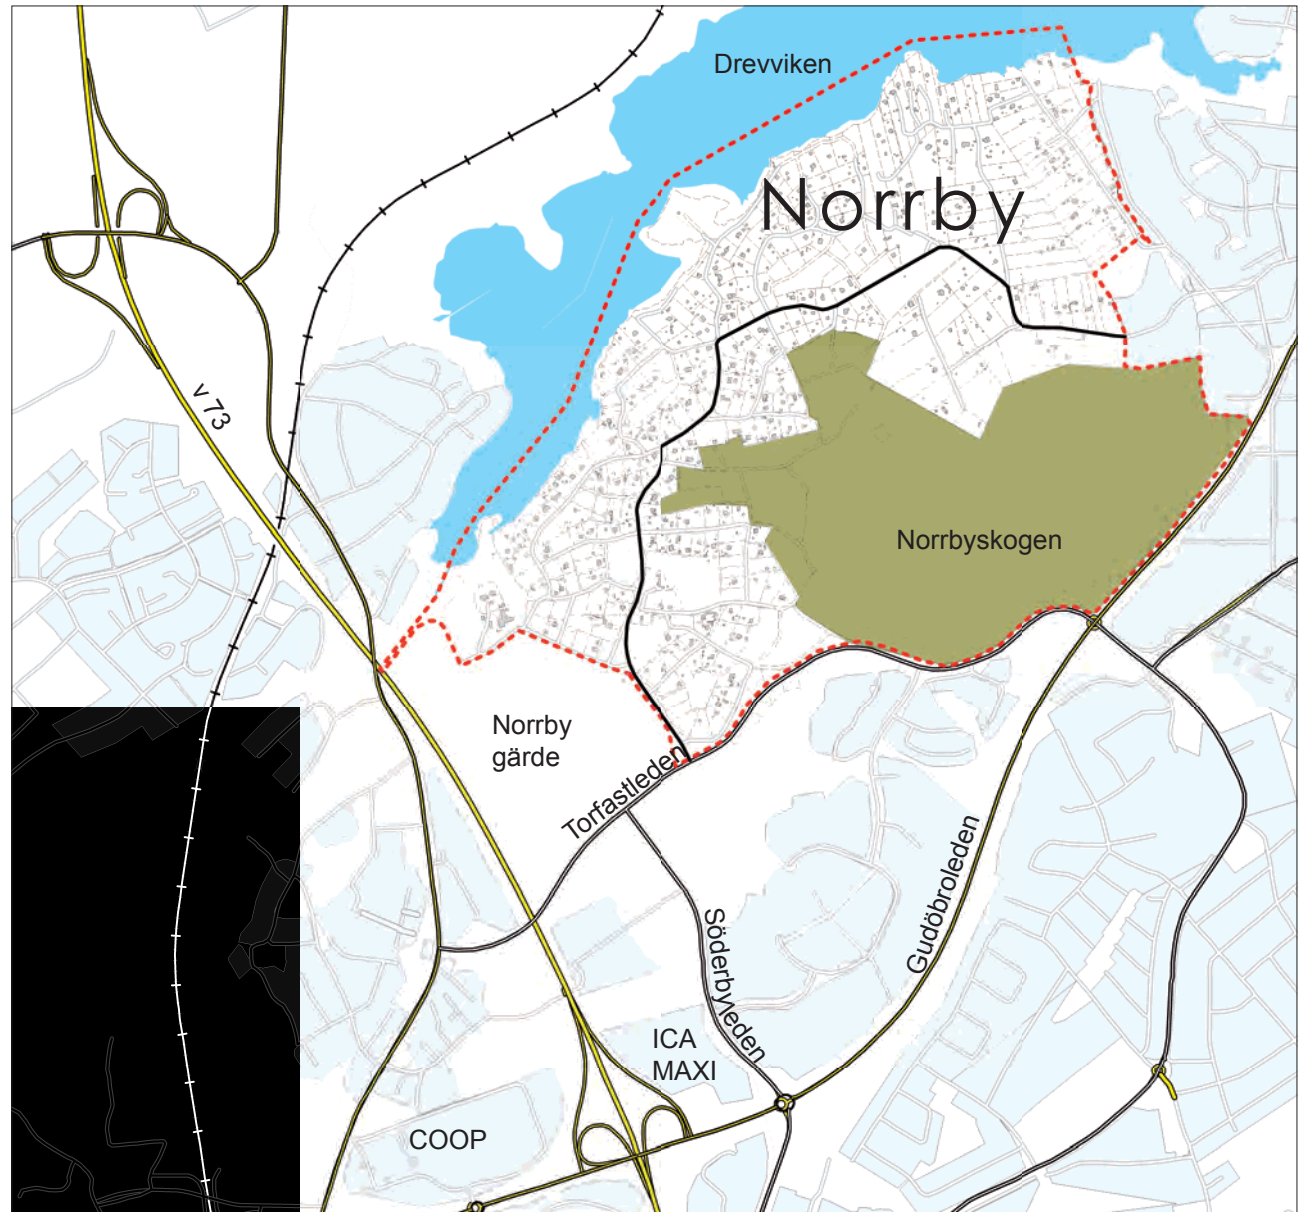 Drevviken
Norrby
v 73
Norrbyskogen
Norrby
gärde
Torfastleden
Gudöbroleden
Söderbyleden
ICA
MAXI
COOP